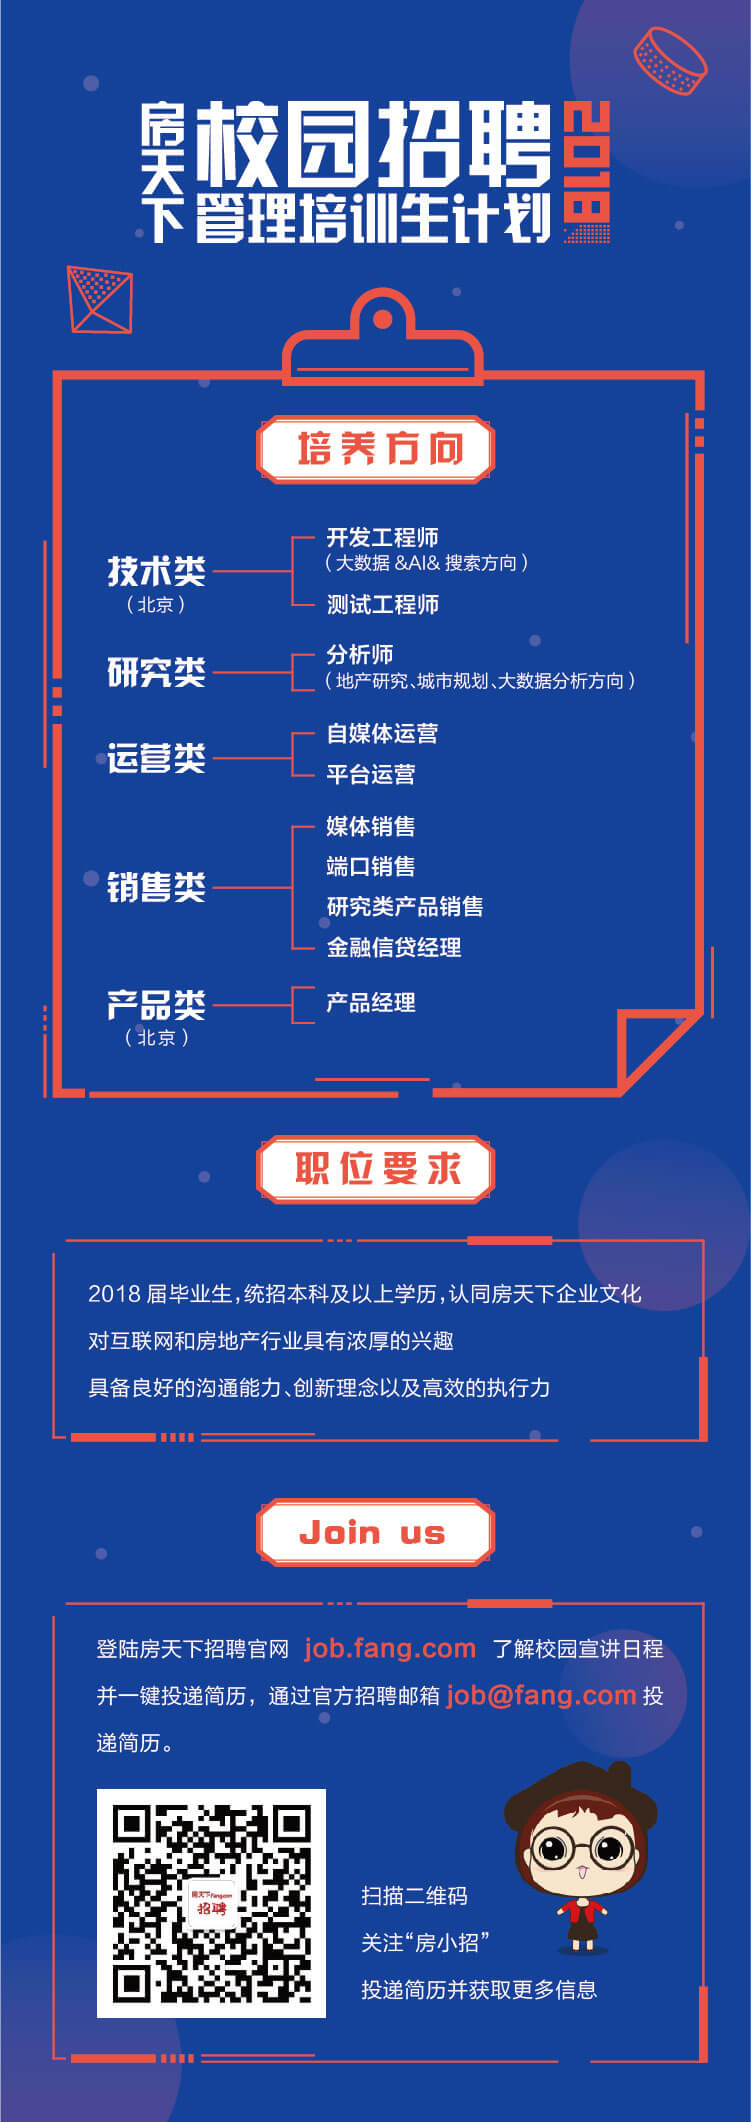 房天下
校园招聘
管理培训生计划
2018
培养方向
技术类
（北京）
开发工程师
（大数据&AI&搜索方向）
测试工程师
研究类
分析师
（地产研究、城市规划、大数据分析方向）
运营类
自媒体运营
平台运营
销售类
媒体销售
端口销售
研究类产品销售
金融信贷经理
产品类
（北京）
产品经理
职位要求
2018届毕业生，统招本科及以上学历，认同房天下企业文化
对互联网和房地产行业具有浓厚的兴趣
具备良好的沟通能力、创新理念以及高效的执行力
Join us
登陆房天下招聘官网 job.fang.com 了解校园宣讲日程
并一键投递简历，通过官方招聘邮箱 job@fang.com 投
递简历。
房天下Fang.com
招聘
扫描二维码
关注“房小招”
投递简历并获取更多信息